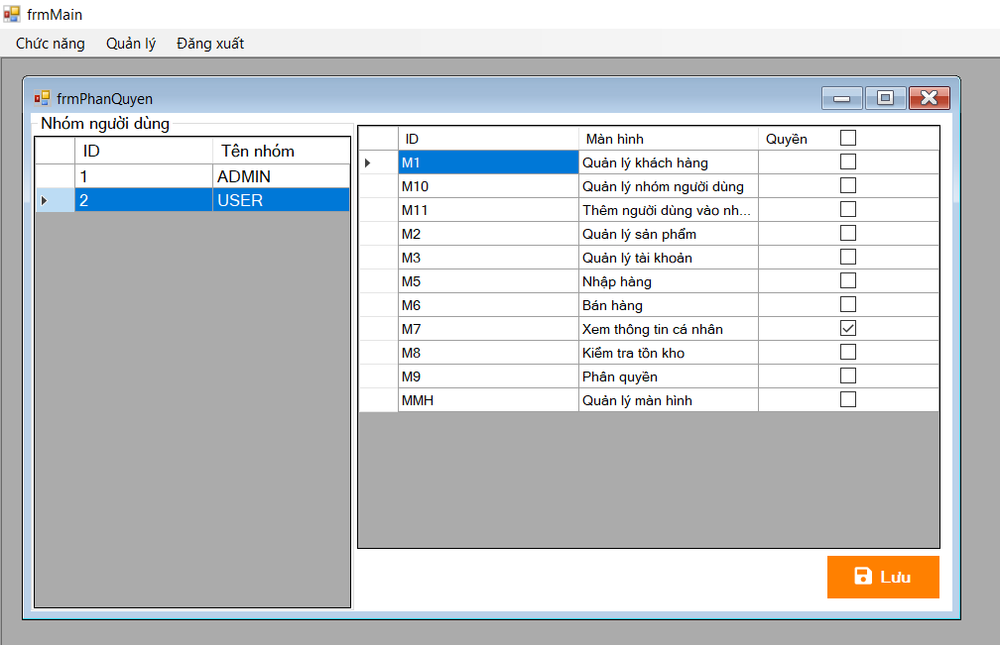 frmMain
Chức năng Quản lý Đăng xuất
frmPhanQuyen
Nhóm người dùng
ID Tên nhóm
1 ADMIN
2 USER
ID Màn hình Quyền
M1 Quản lý khách hàng
M10 Quản lý nhóm người dùng
M11 Thêm người dùng vào nh...
M2 Quản lý sản phẩm
M3 Quản lý tài khoản
M5 Nhập hàng
M6 Bán hàng
M7 Xem thông tin cá nhân
M8 Kiểm tra tồn kho
M9 Phân quyền
MMH Quản lý màn hình
Lưu